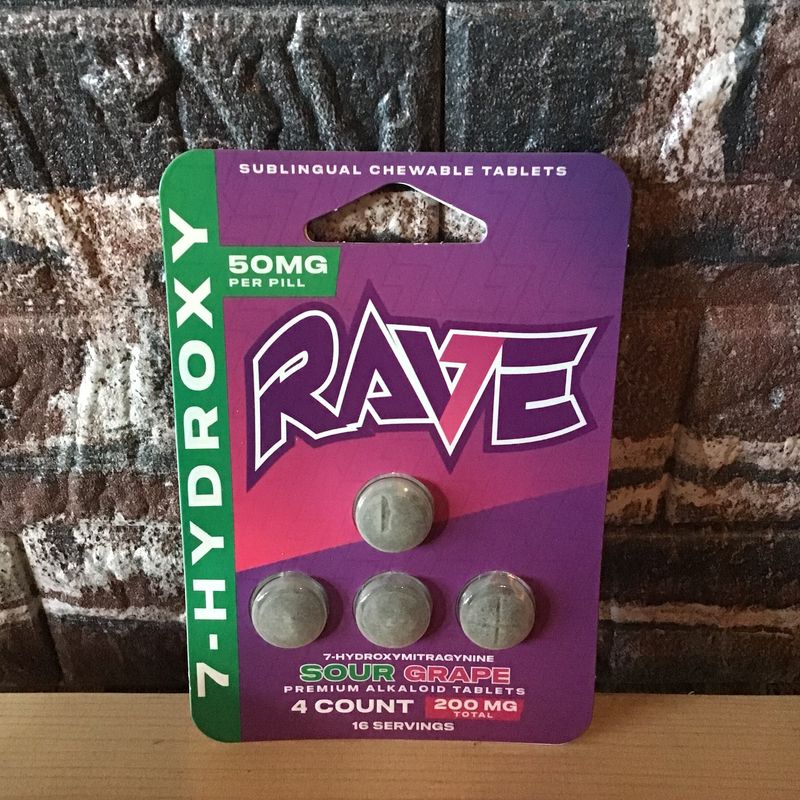 SUBLINGUAL CHEWABLE TABLETS
7-HYDROXY
50MG
PER PILL
RAVE
7-HYDROXYMITRAGYNINE
SOUR GRAPE
PREMIUM ALKALOID TABLETS
4 COUNT 200 MG
TOTAL
16 SERVINGS